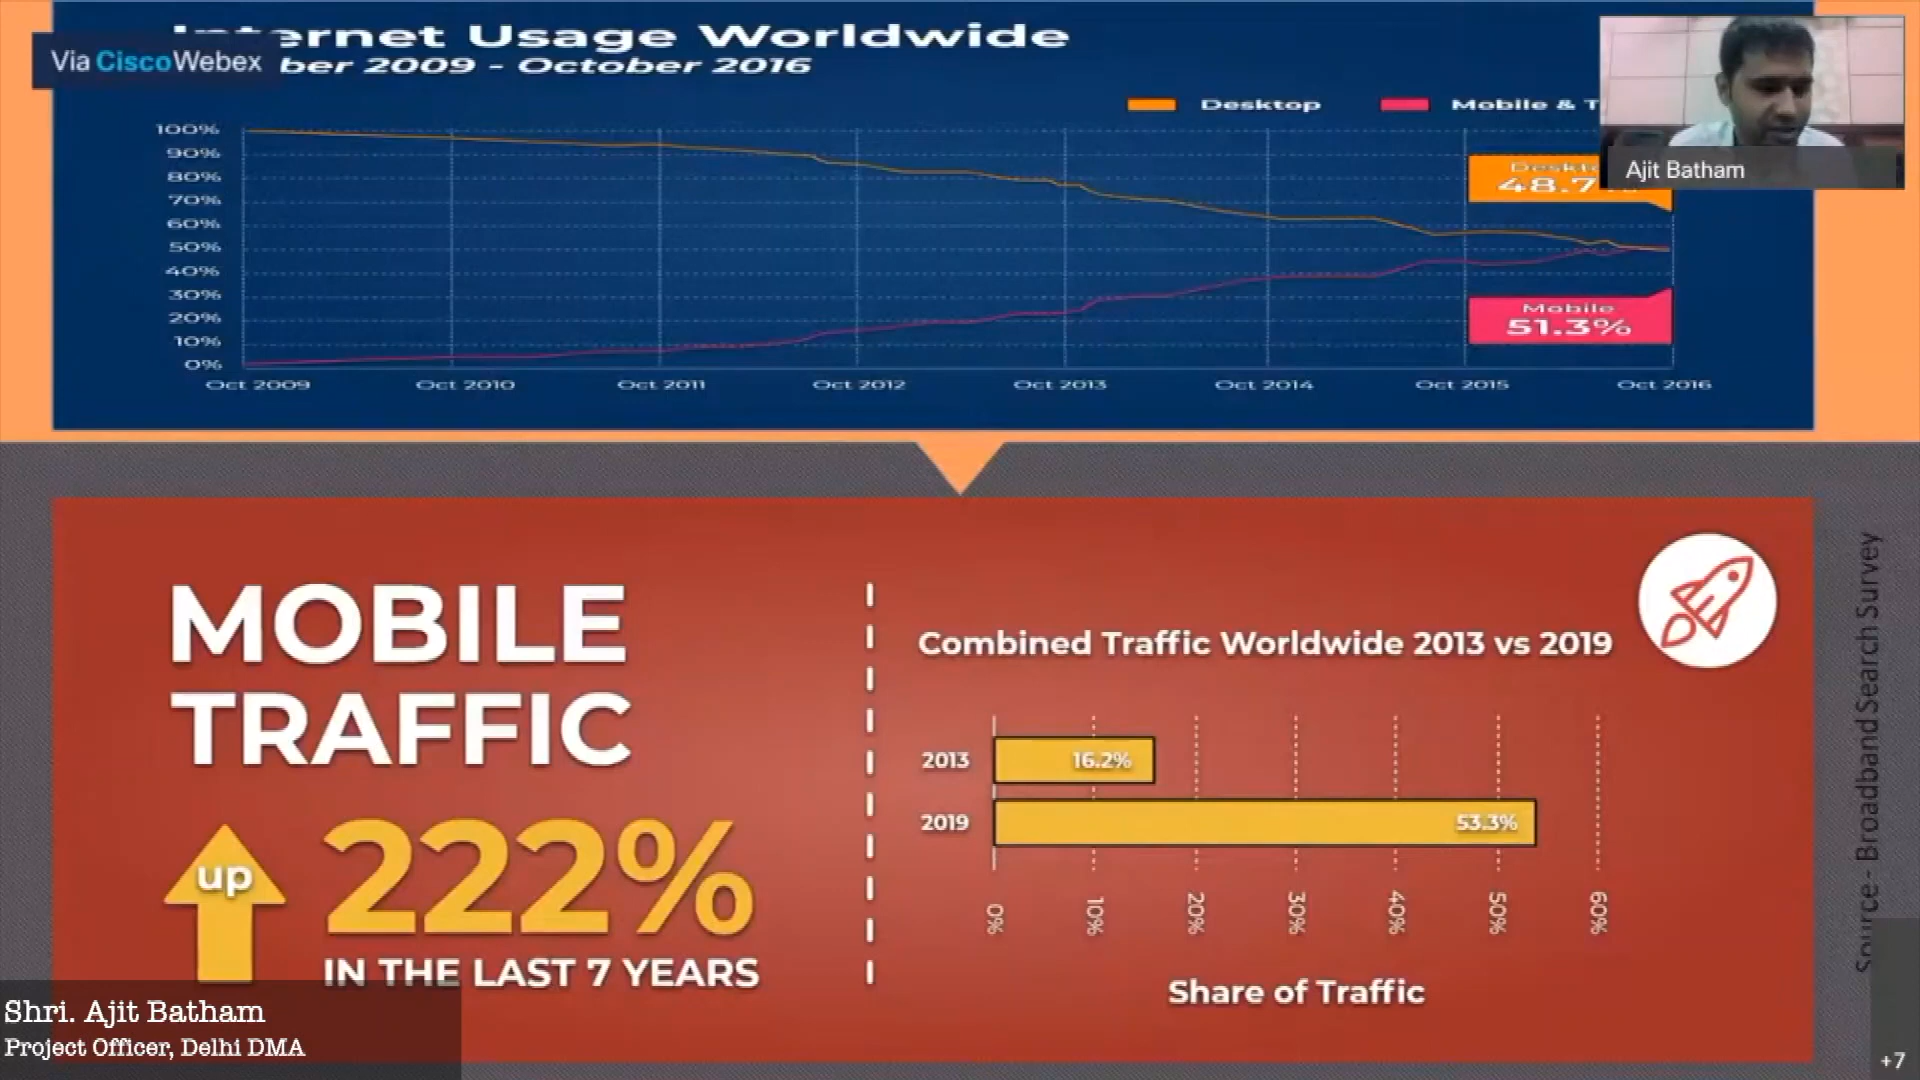 Internet Usage Worldwide
Via CiscoWebex
ber 2009 - October 2016
Desktop
Mobile & T
Ajit Batham
100%
90%
80%
70%
60%
50%
40%
30%
20%
10%
0%
48.7%
Mobile
51.3%
Oct 2009
Oct 2010
Oct 2011
Oct 2012
Oct 2013
Oct 2014
Oct 2015
Oct 2016
MOBILE
TRAFFIC
up
222%
IN THE LAST 7 YEARS
Combined Traffic Worldwide 2013 vs 2019
2013
16.2%
2019
53.3%
0%
10%
20%
30%
40%
50%
60%
Share of Traffic
Source- Broadband Search Survey
Shri. Ajit Batham
Project Officer, Delhi DMA
+7